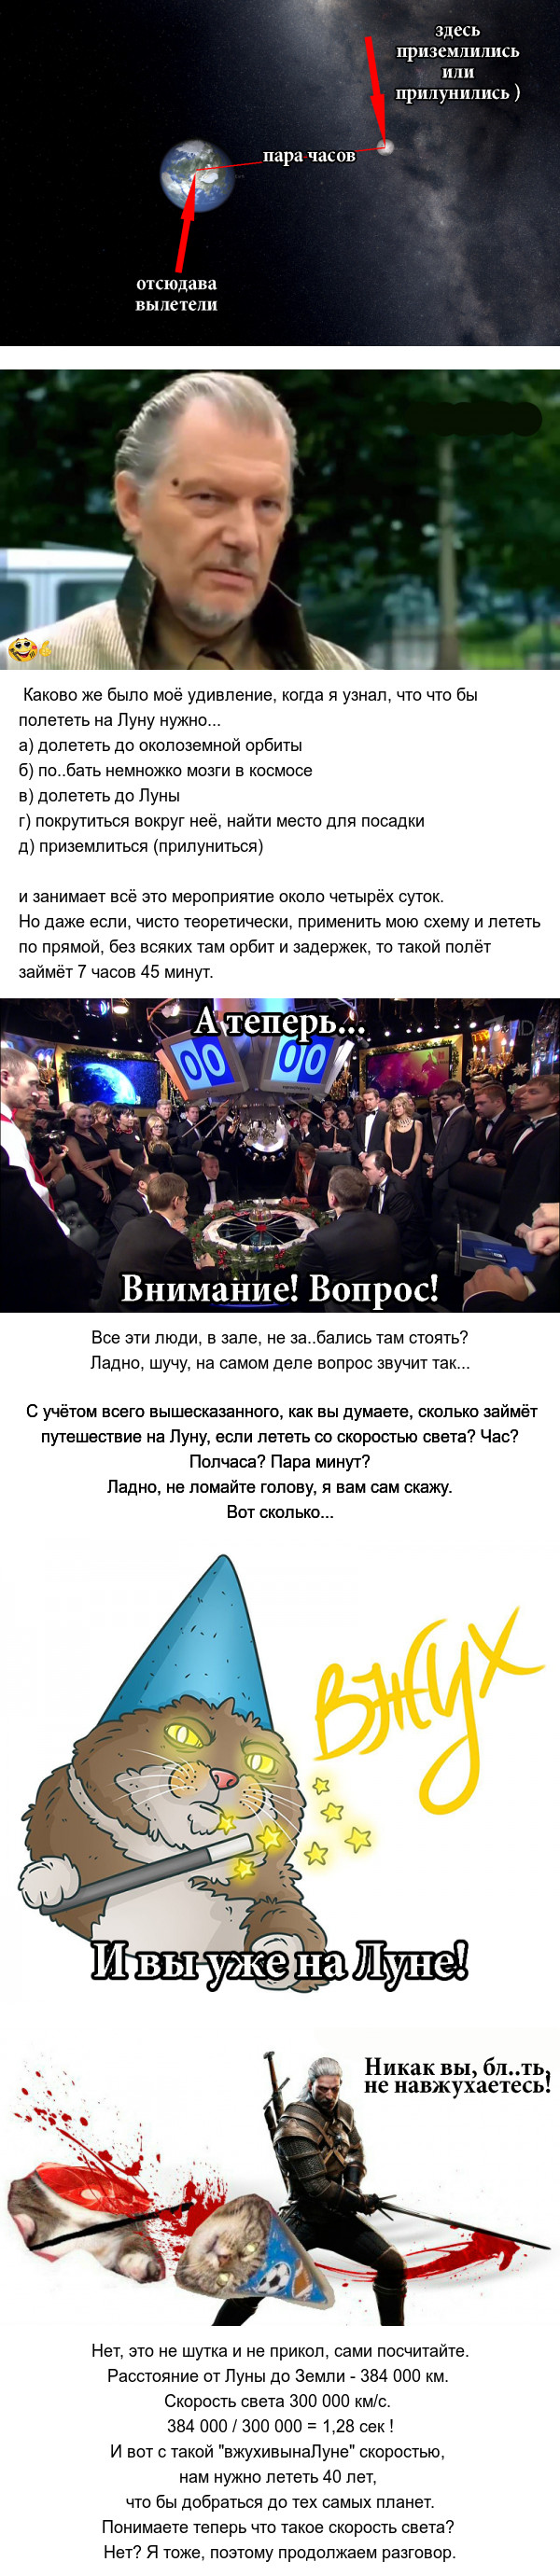 здесь
приземлились
или
прилунились )
пара часов
отсюдава
вылетели
Каково же было моё удивление, когда я узнал, что что бы
полететь на Луну нужно...
а) долететь до околоземной орбиты
б) по..бать немножко мозги в космосе
в) долететь до Луны
г) покрутиться вокруг неё, найти место для посадки
д) приземлиться (прилуниться)
и занимает всё это мероприятие около четырёх суток.
Но даже если, чисто теоретически, применить мою схему и лететь
по прямой, без всяких там орбит и задержек, то такой полёт
займёт 7 часов 45 минут.
А теперь...
HD
00 00
Внимание! Вопрос!
Все эти люди, в зале, не за..бались там стоять?
Ладно, шучу, на самом деле вопрос звучит так...
С учётом всего вышесказанного, как вы думаете, сколько займёт
путешествие на Луну, если лететь со скоростью света? Час?
Полчаса? Пара минут?
Ладно, не ломайте голову, я вам сам скажу.
Вот сколько...
ВЖУХ
И вы уже на Луне!
Никак вы, бл..ть,
не навжухаетесь!
Нет, это не шутка и не прикол, сами посчитайте.
Расстояние от Луны до Земли - 384 000 км.
Скорость света 300 000 км/с.
384 000 / 300 000 = 1,28 сек !
И вот с такой "вжухивынаЛуне" скоростью,
нам нужно лететь 40 лет,
что бы добраться до тех самых планет.
Понимаете теперь что такое скорость света?
Нет? Я тоже, поэтому продолжаем разговор.